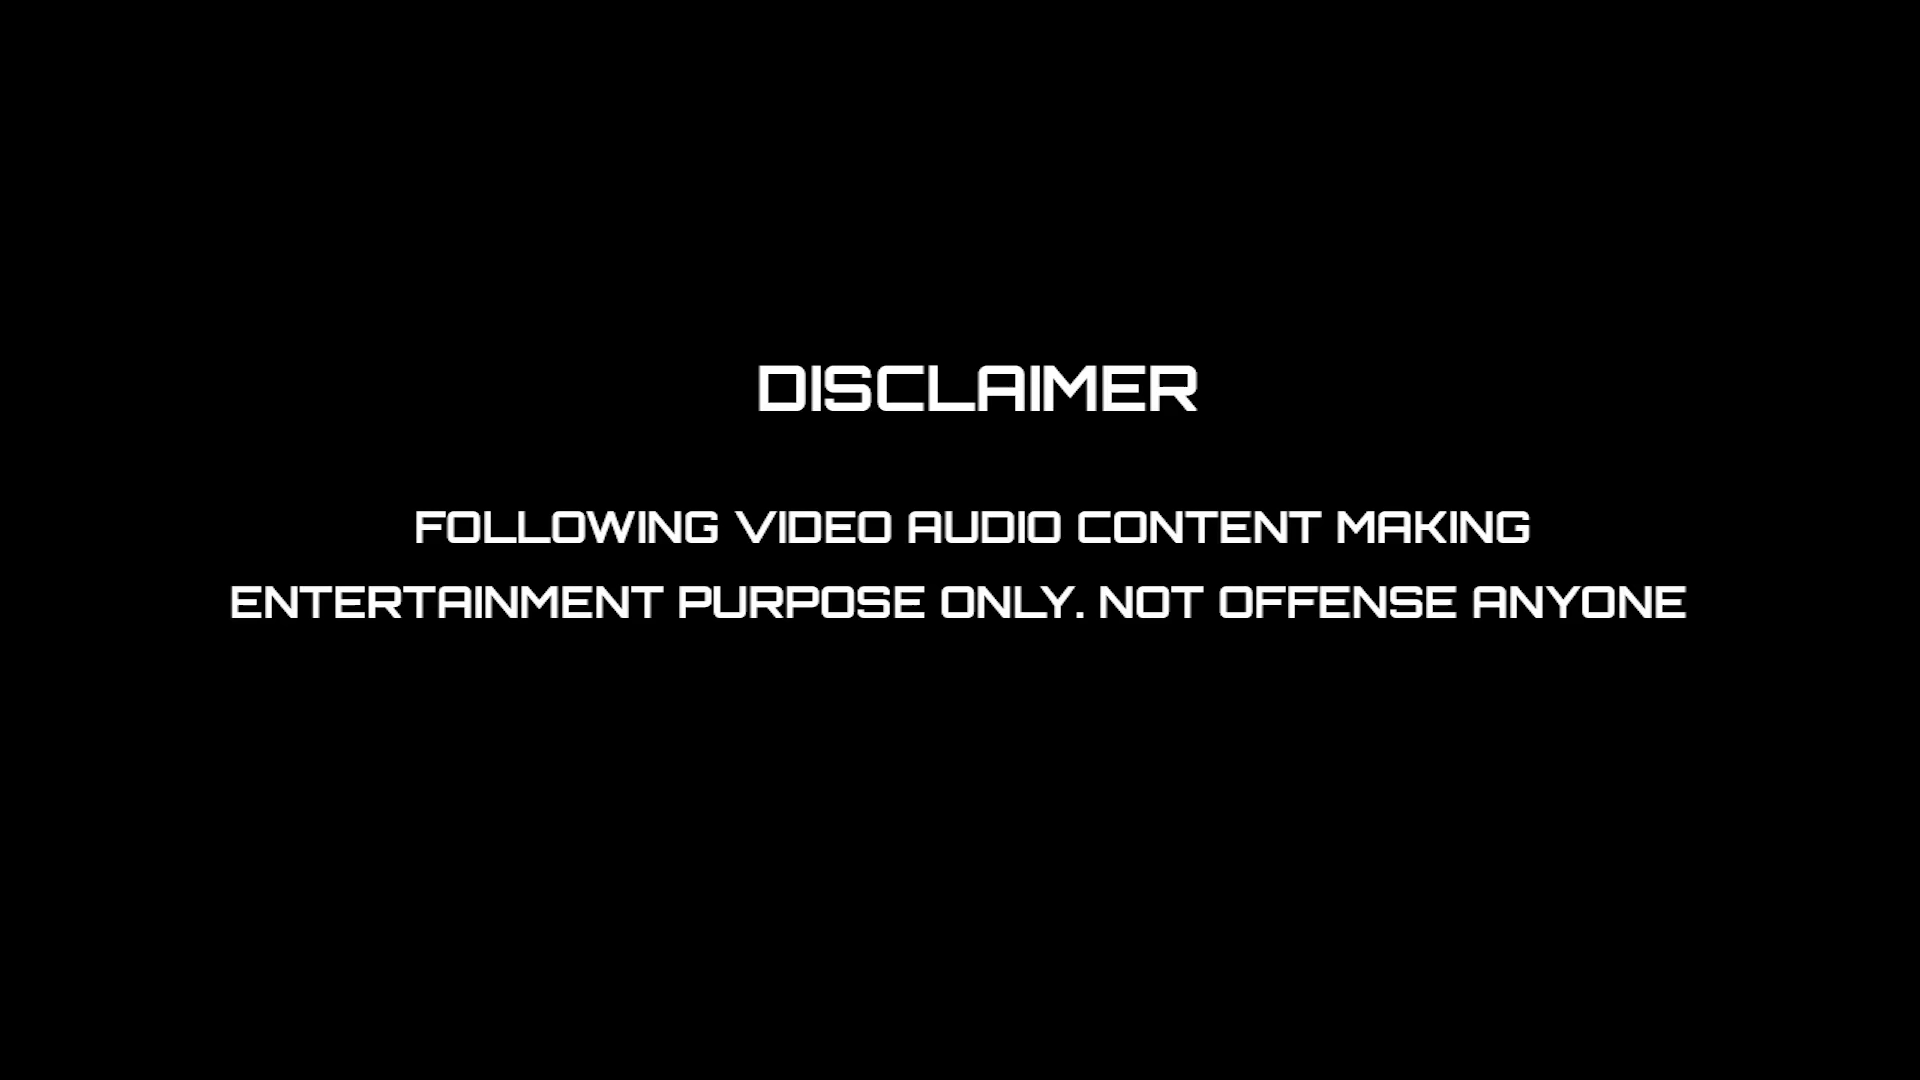 DISCLAIMER
FOLLOWING VIDEO AUDIO CONTENT MAKING
ENTERTAINMENT PURPOSE ONLY. NOT OFFENSE ANYONE